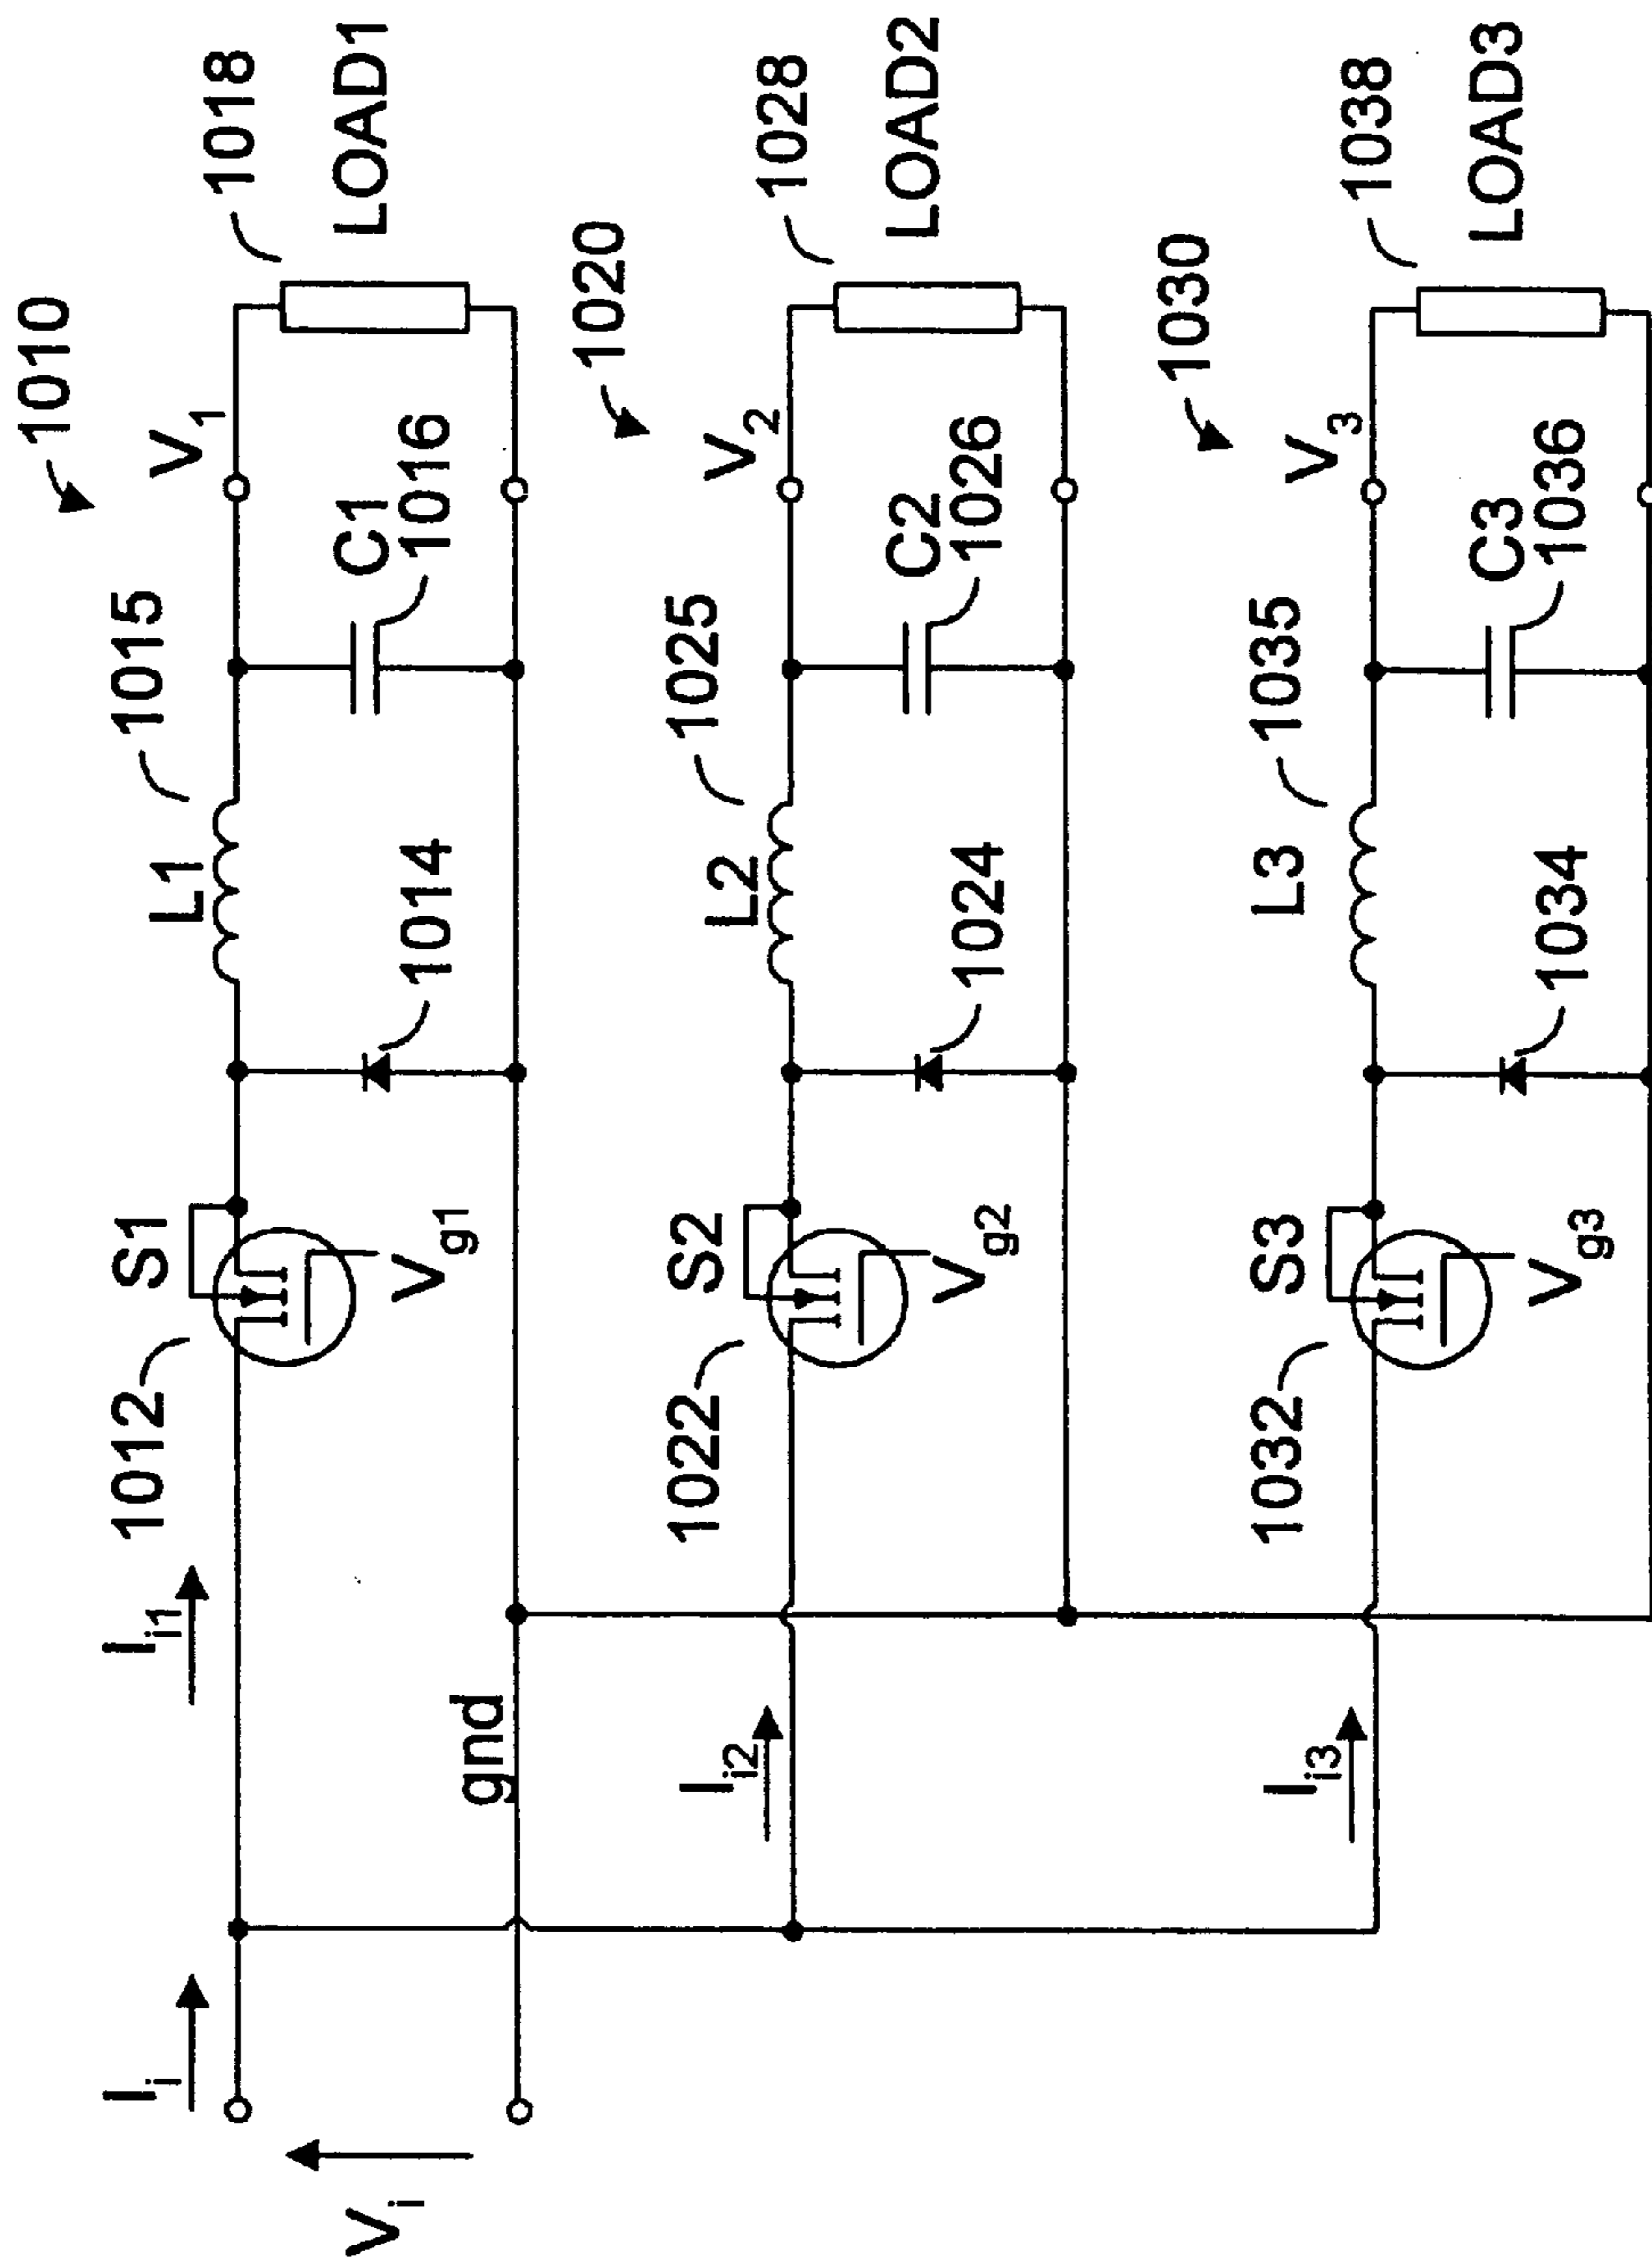 1010
1018
LOAD1
V1
C1
1016
1015
L1
1014
S1
Vg1
1012
Ii1
Ii
Vi
gnd
1020
1028
LOAD2
V2
C2
1026
1025
L2
1024
S2
Vg2
1022
Ii2
1030
1038
LOAD3
V3
C3
1036
1035
L3
1034
S3
Vg3
1032
Ii3